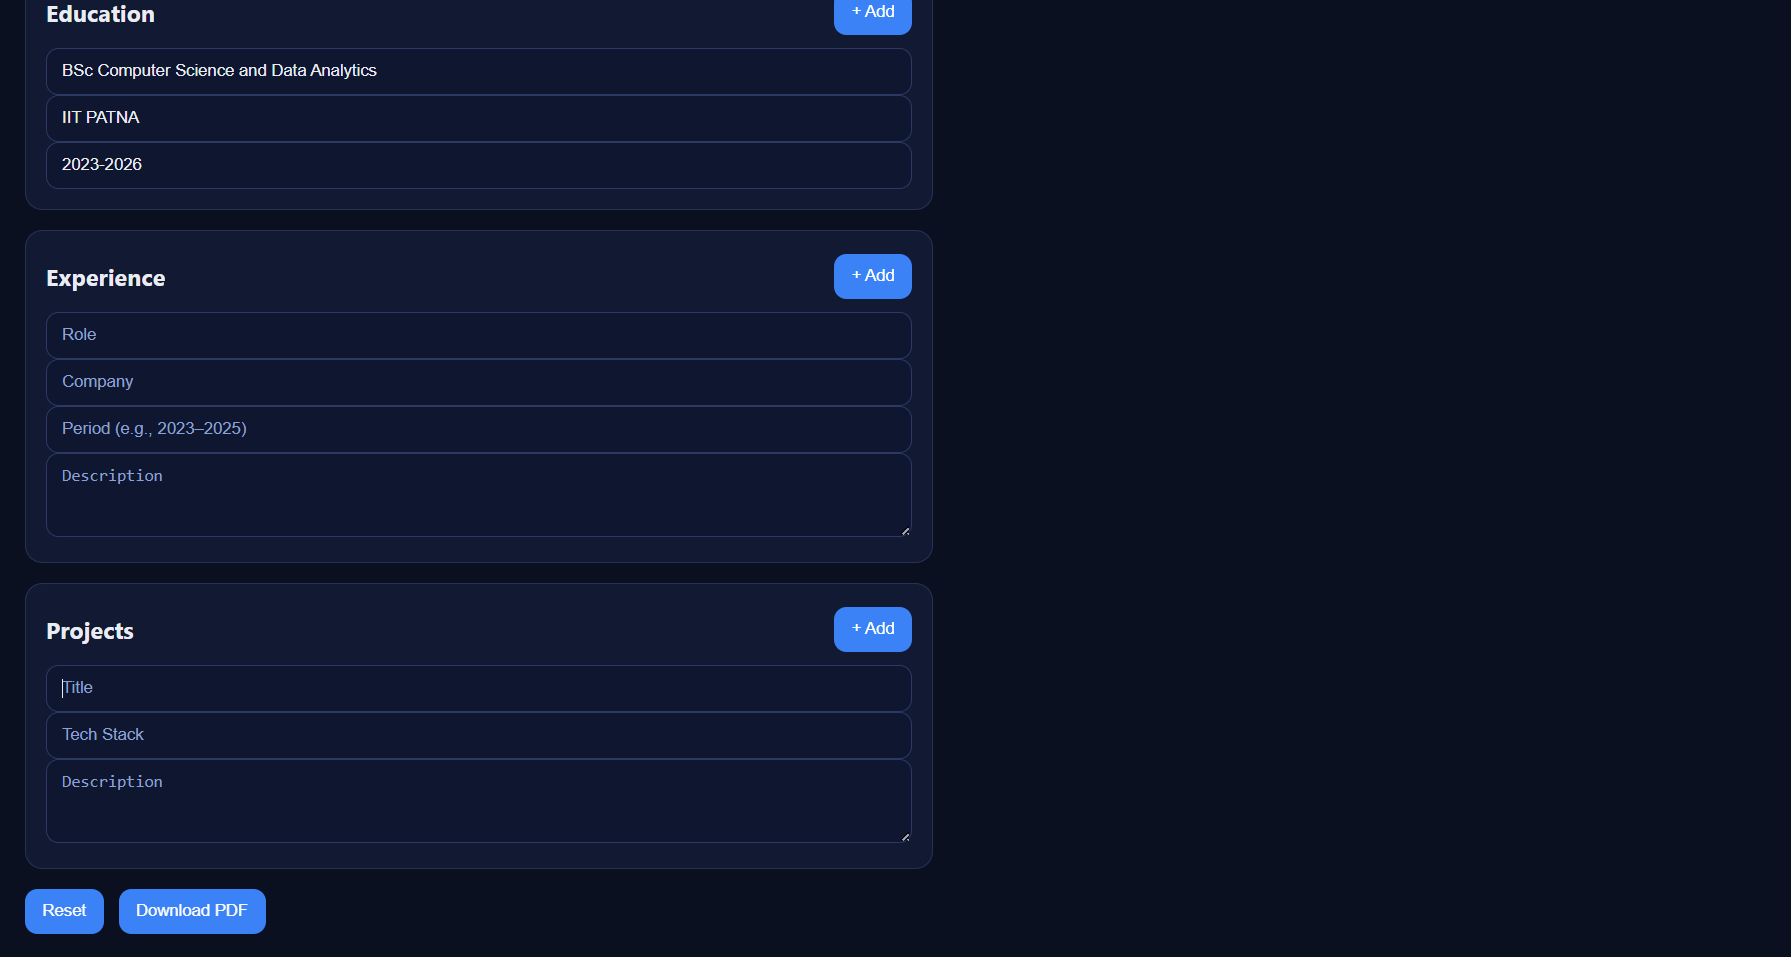 Education
+ Add
BSc Computer Science and Data Analytics
IIT PATNA
2023-2026
Experience
+ Add
Role
Company
Period (e.g., 2023–2025)
Description
Projects
+ Add
Title
Tech Stack
Description
Reset
Download PDF